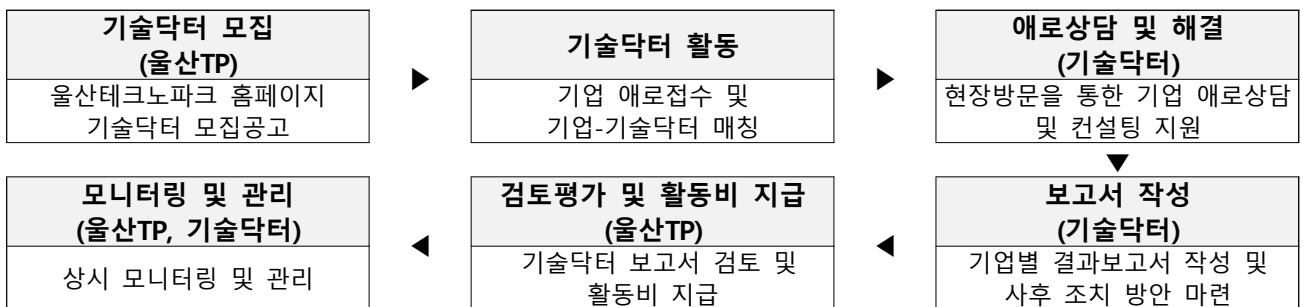 기술닥터 모집
(울산TP)
울산테크노파크 홈페이지
기술닥터 모집공고
▶
기술닥터 활동
기업 애로접수 및
기업-기술닥터 매칭
▶
애로상담 및 해결
(기술닥터)
현장방문을 통한 기업 애로상담
및 컨설팅 지원
▼
보고서 작성
(기술닥터)
기업별 결과보고서 작성 및
사후 조치 방안 마련
◀
검토평가 및 활동비 지급
(울산TP)
기술닥터 보고서 검토 및
활동비 지급
◀
모니터링 및 관리
(울산TP, 기술닥터)
상시 모니터링 및 관리